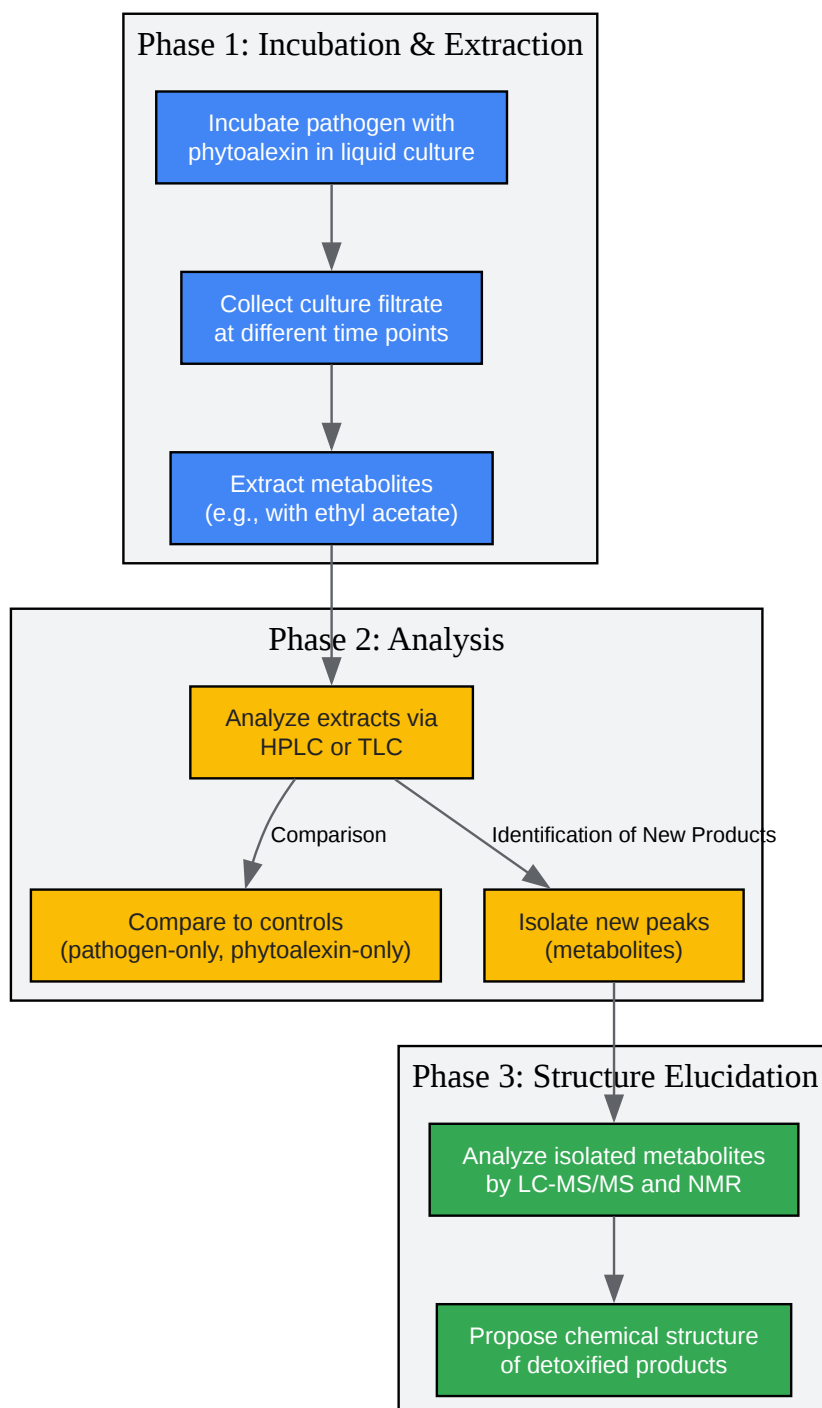 Phase 1: Incubation & Extraction
Incubate pathogen with
phytoalexin in liquid culture
Collect culture filtrate
at different time points
Extract metabolites
(e.g., with ethyl acetate)
Phase 2: Analysis
Analyze extracts via
HPLC or TLC
Comparison
Identification of New Products
Compare to controls
(pathogen-only, phytoalexin-only)
Isolate new peaks
(metabolites)
Phase 3: Structure Elucidation
Analyze isolated metabolites
by LC-MS/MS and NMR
Propose chemical structure
of detoxified products